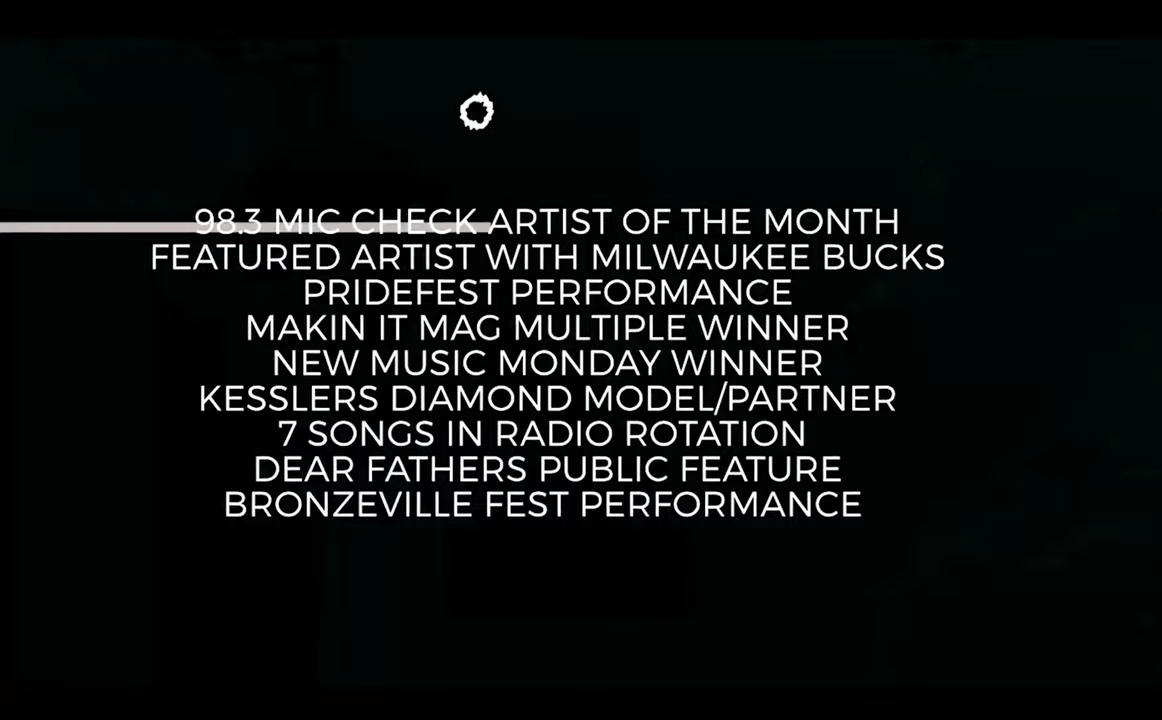 98.3 MIC CHECK ARTIST OF THE MONTH
FEATURED ARTIST WITH MILWAUKEE BUCKS
PRIDEFEST PERFORMANCE
MAKIN IT MAG MULTIPLE WINNER
NEW MUSIC MONDAY WINNER
KESSLERS DIAMOND MODEL/PARTNER
7 SONGS IN RADIO ROTATION
DEAR FATHERS PUBLIC FEATURE
BRONZEVILLE FEST PERFORMANCE